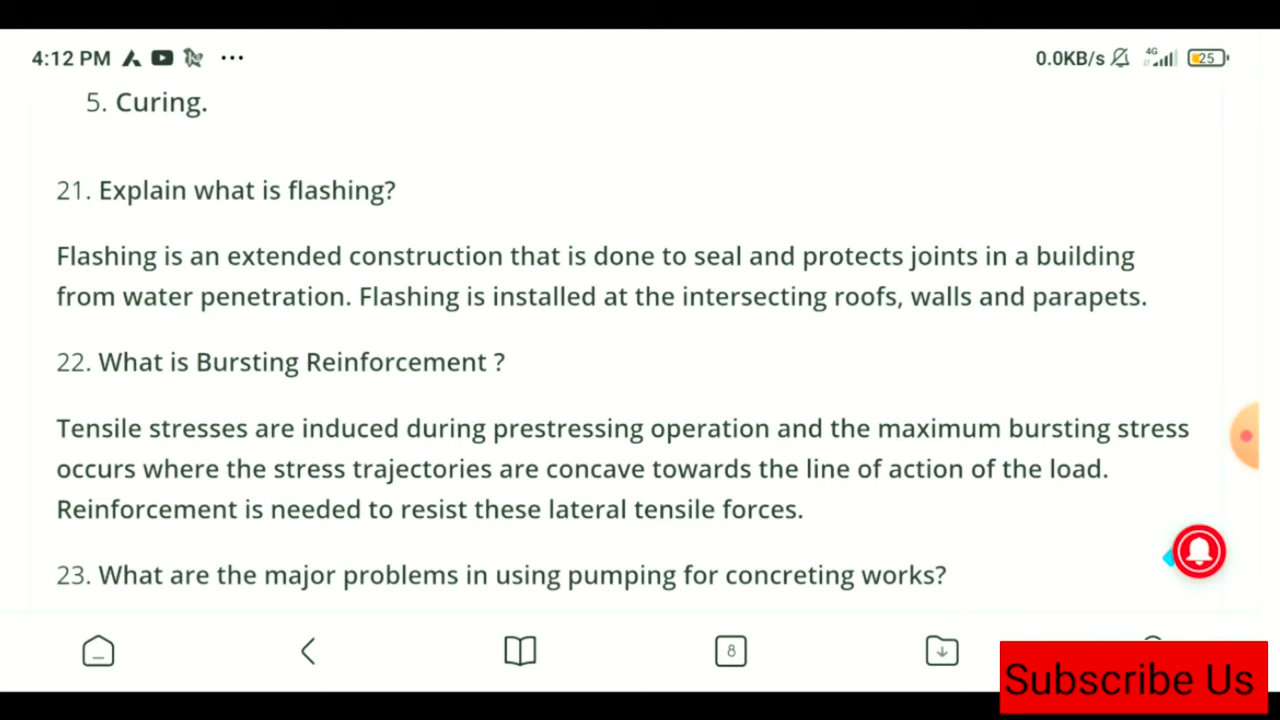 4:12 PM ... 0.0KB/s 4G 25
5. Curing.
21. Explain what is flashing?
Flashing is an extended construction that is done to seal and protects joints in a building
from water penetration. Flashing is installed at the intersecting roofs, walls and parapets.
22. What is Bursting Reinforcement ?
Tensile stresses are induced during prestressing operation and the maximum bursting stress
occurs where the stress trajectories are concave towards the line of action of the load.
Reinforcement is needed to resist these lateral tensile forces.
23. What are the major problems in using pumping for concreting works?
8
Subscribe Us